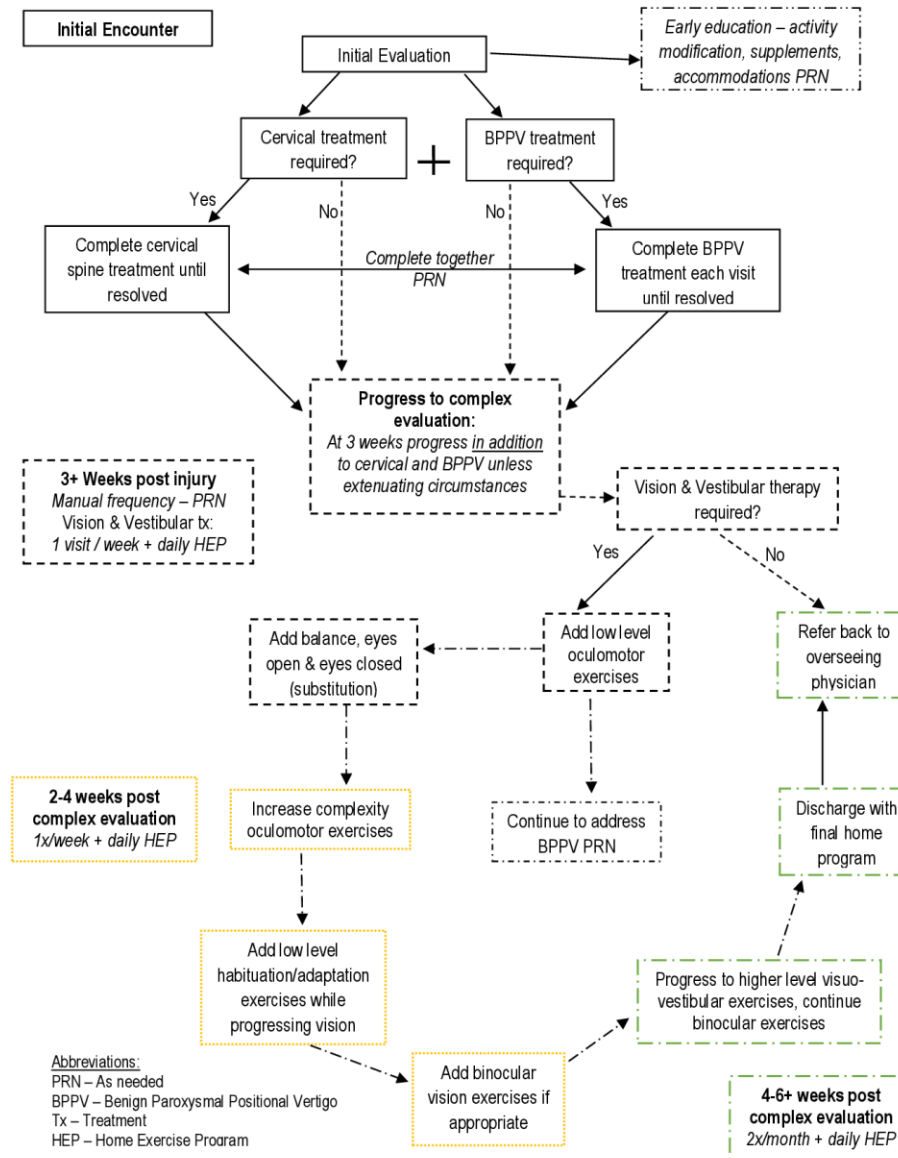 Initial Encounter
Early education – activity
modification, supplements,
accommodations PRN
Initial Evaluation
Cervical treatment
required?
+
BPPV treatment
required?
Yes
No
No
Yes
Complete cervical
spine treatment until
resolved
Complete together
PRN
Complete BPPV
treatment each visit
until resolved
Progress to complex
evaluation:
At 3 weeks progress in addition
to cervical and BPPV unless
extenuating circumstances
3+ Weeks post injury
Manual frequency – PRN
Vision & Vestibular tx:
1 visit / week + daily HEP
Vision & Vestibular therapy
required?
Yes
No
Add balance, eyes
open & eyes closed
(substitution)
Add low level
oculomotor
exercises
Refer back to
overseeing
physician
2-4 weeks post
complex evaluation
1x/week + daily HEP
Increase complexity
oculomotor exercises
Continue to address
BPPV PRN
Discharge with
final home
program
Add low level
habituation/adaptation
exercises while
progressing vision
Progress to higher level visuo-
vestibular exercises, continue
binocular exercises
Add binocular
vision exercises if
appropriate
Abbreviations:
PRN – As needed
BPPV – Benign Paroxysmal Positional Vertigo
Tx – Treatment
HEP – Home Exercise Program
4-6+ weeks post
complex evaluation
2x/month + daily HEP